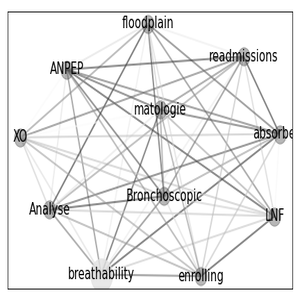 floodplain
readmissions
ANPEP
matologie
XO
absorbe
Bronchoscopic
Analyse
LNF
breathability
enrolling